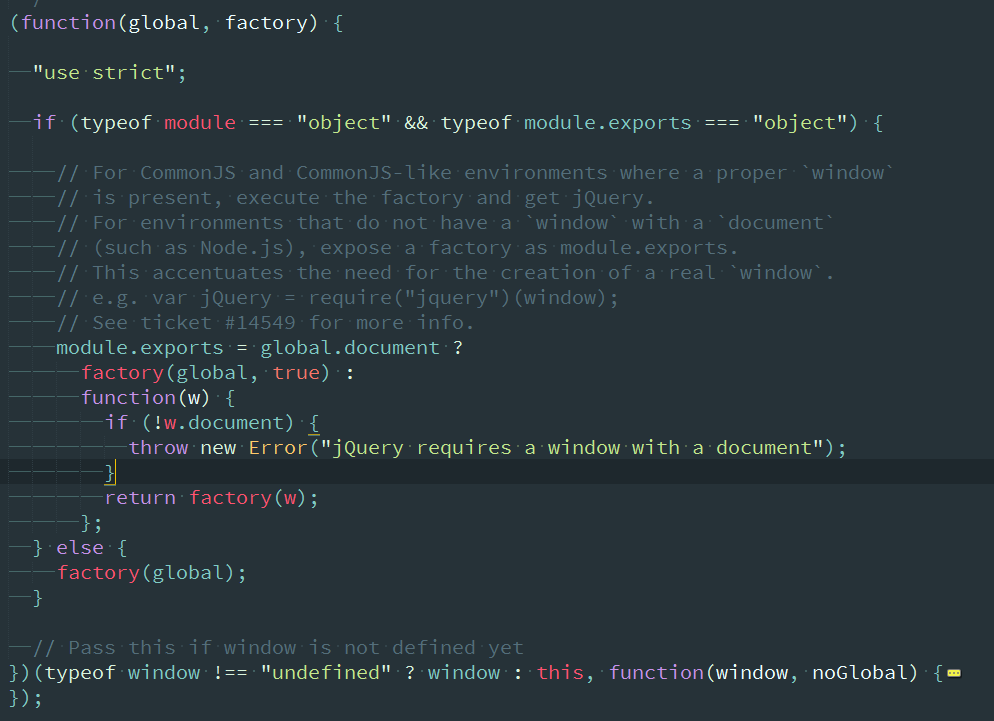 (function(global, factory) {
"use strict";
if (typeof module === "object" && typeof module.exports === "object") {
// For CommonJS and CommonJS-like environments where a proper `window`
// is present, execute the factory and get jQuery.
// For environments that do not have a `window` with a `document`
// (such as Node.js), expose a factory as module.exports.
// This accentuates the need for the creation of a real `window`.
// e.g. var jQuery = require("jquery")(window);
// See ticket #14549 for more info.
module.exports = global.document ?
factory(global, true) :
function(w) {
if (!w.document) {
throw new Error("jQuery requires a window with a document");
}
return factory(w);
};
} else {
factory(global);
}
// Pass this if window is not defined yet
})(typeof window !== "undefined" ? window : this, function(window, noGlobal) {
});